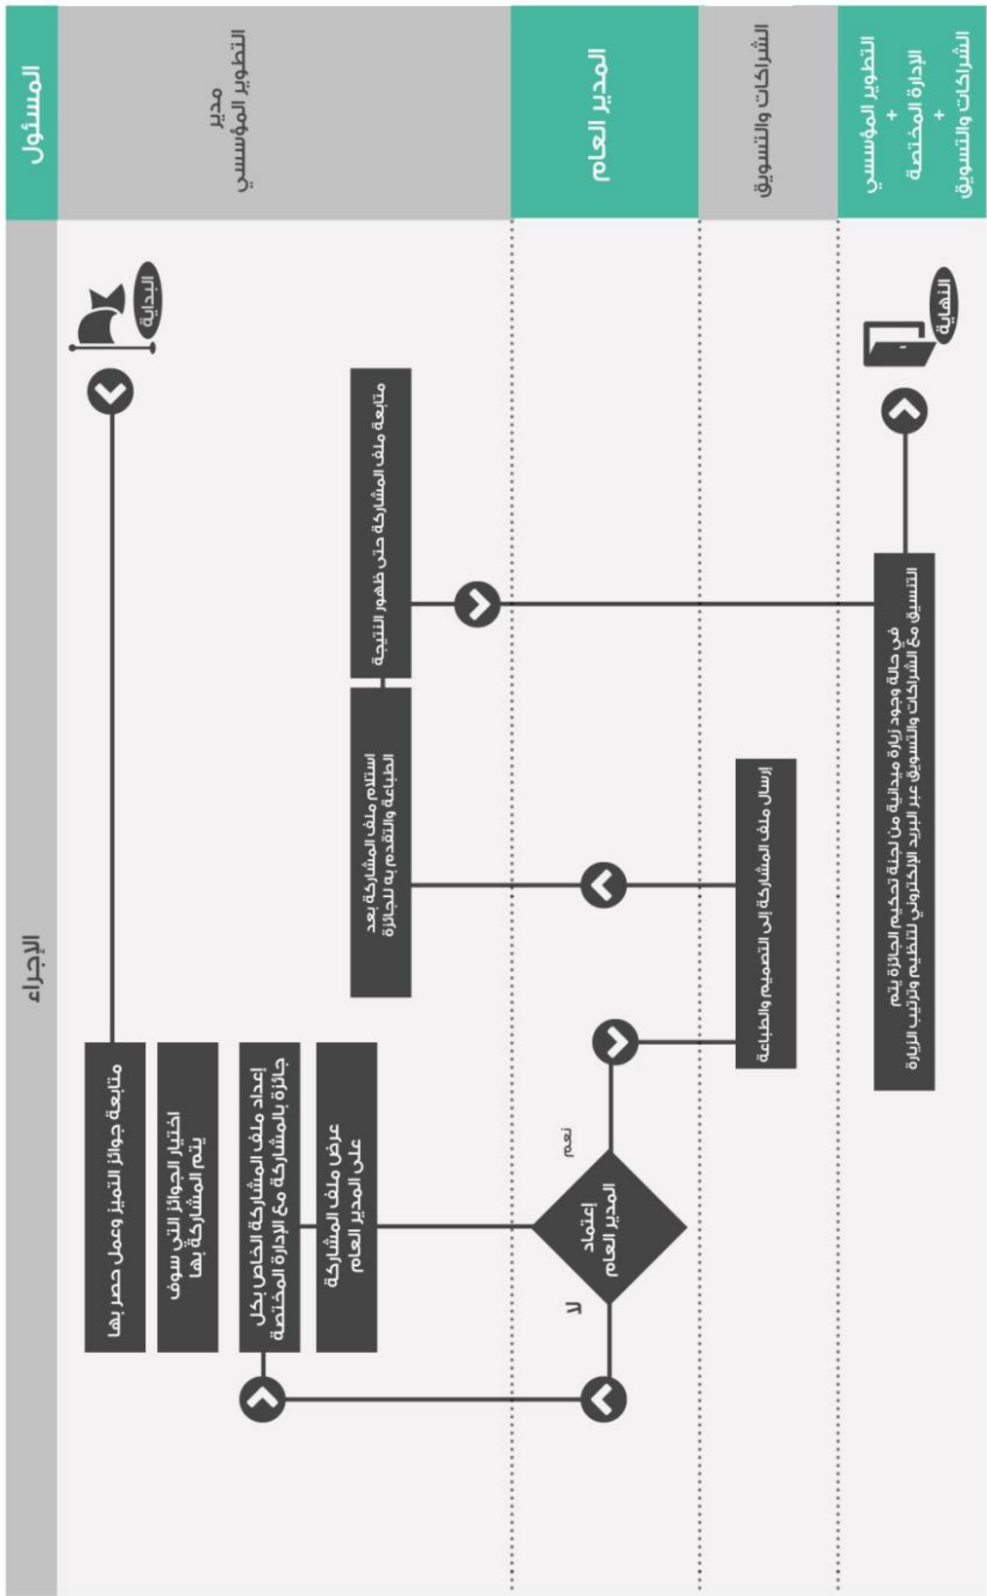 المسئول
الإجراء
مدير
التطوير المؤسسي
المدير العام
الشراكات والتسويق
التطوير المؤسسي
+
الإدارة المختصة
+
الشراكات والتسويق
البداية
متابعة جوائز التميز وعمل حصر بها
اختيار الجوائز التي سوف
يتم المشاركة بها
إعداد ملف المشاركة الخاص بكل
جائزة بالمشاركة مع الإدارة المختصة
عرض ملف المشاركة
على المدير العام
إعتماد
المدير العام
نعم
لا
إرسال ملف المشاركة إلى التصميم والطباعة
استلام ملف المشاركة بعد
الطباعة والتقدم به للجائزة
متابعة ملف المشاركة حتى ظهور النتيجة
في حالة وجود زيارة ميدانية من لجنة تحكيم الجائزة يتم
التنسيق مع الشراكات والتسويق عبر البريد الإلكتروني لتنظيم وترتيب الزيارة
النهاية